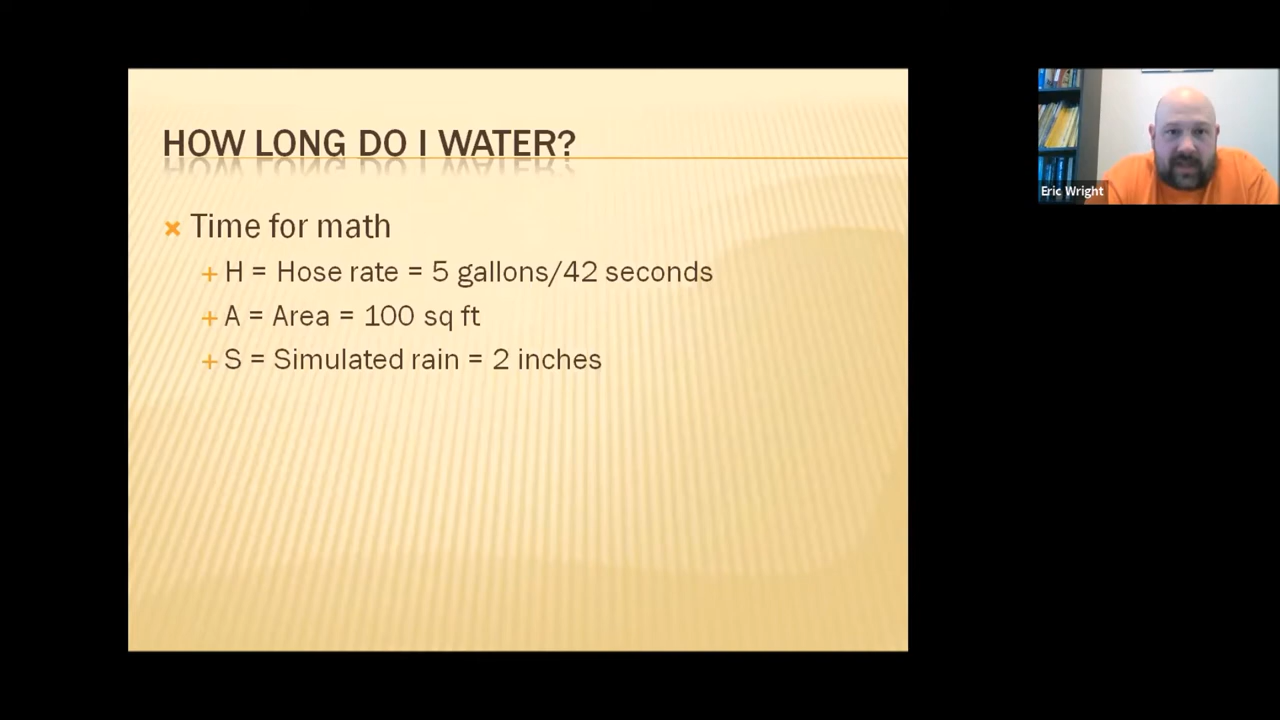 HOW LONG DO I WATER?
Time for math
H = Hose rate = 5 gallons/42 seconds
A = Area = 100 sq ft
S = Simulated rain = 2 inches
Eric Wright